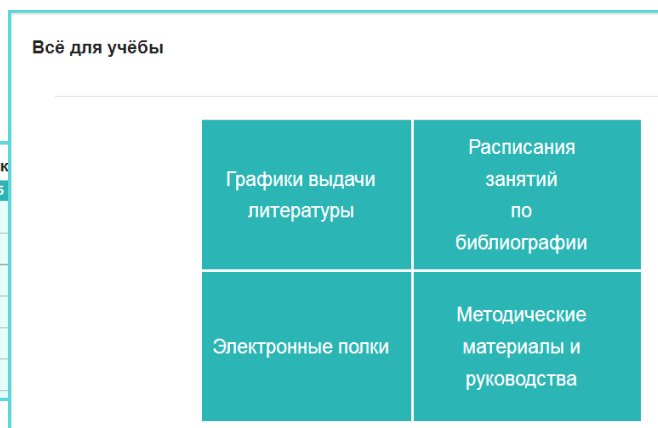 Всё для учёбы
Графики выдачи
литературы
Расписания
занятий
по
библиографии
Электронные полки
Методические
материалы и
руководства